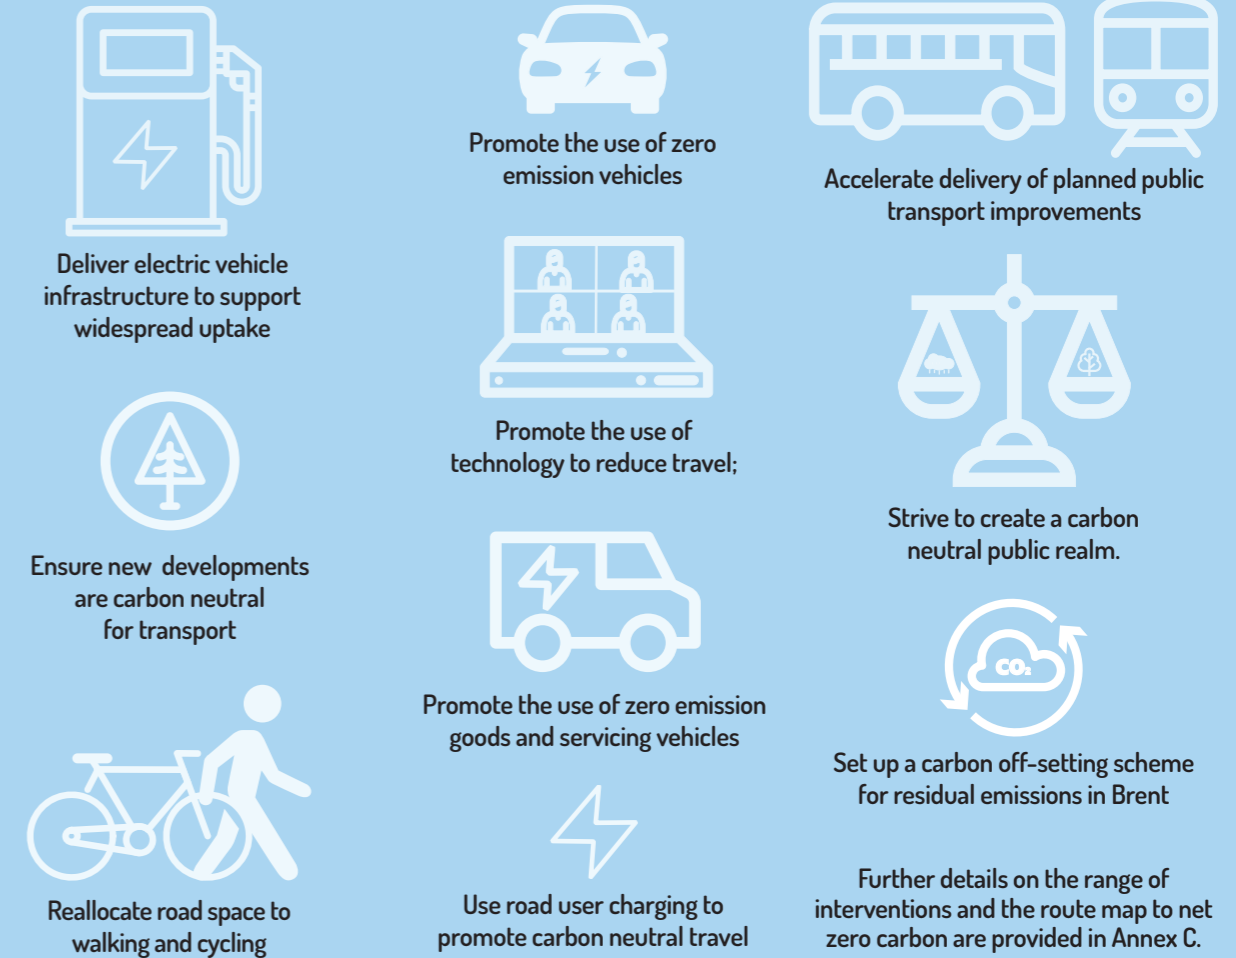 Deliver electric vehicle
infrastructure to support
widespread uptake
Ensure new developments
are carbon neutral
for transport
Reallocate road space to
walking and cycling
Promote the use of zero
emission vehicles
Promote the use of
technology to reduce travel;
Promote the use of zero emission
goods and servicing vehicles
Use road user charging to
promote carbon neutral travel
Accelerate delivery of planned public
transport improvements
Strive to create a carbon
neutral public realm.
CO₂
Set up a carbon off-setting scheme
for residual emissions in Brent
Further details on the range of
interventions and the route map to net
zero carbon are provided in Annex C.